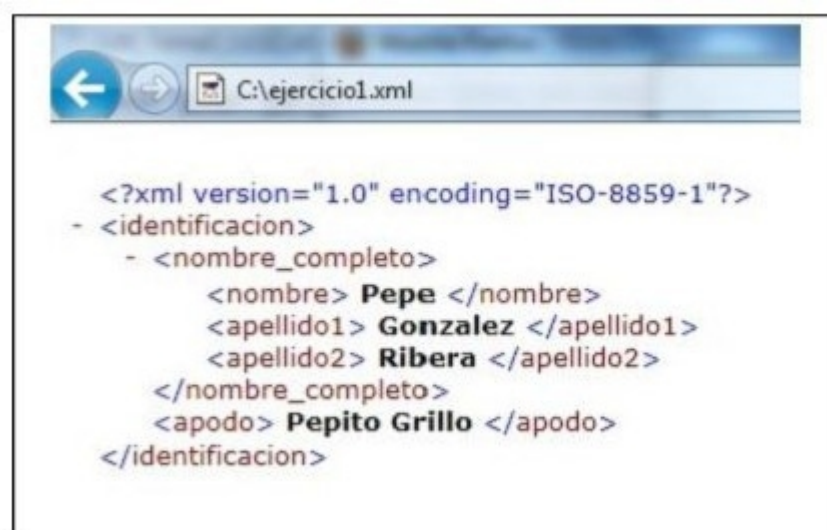 C:\ejercicio1.xml
<?xml version="1.0" encoding="ISO-8859-1"?>
- <identificacion>
- <nombre_completo>
<nombre> Pepe </nombre>
<apellido1> Gonzalez </apellido1>
<apellido2> Ribera </apellido2>
</nombre_completo>
<apodo> Pepito Grillo </apodo>
</identificacion>